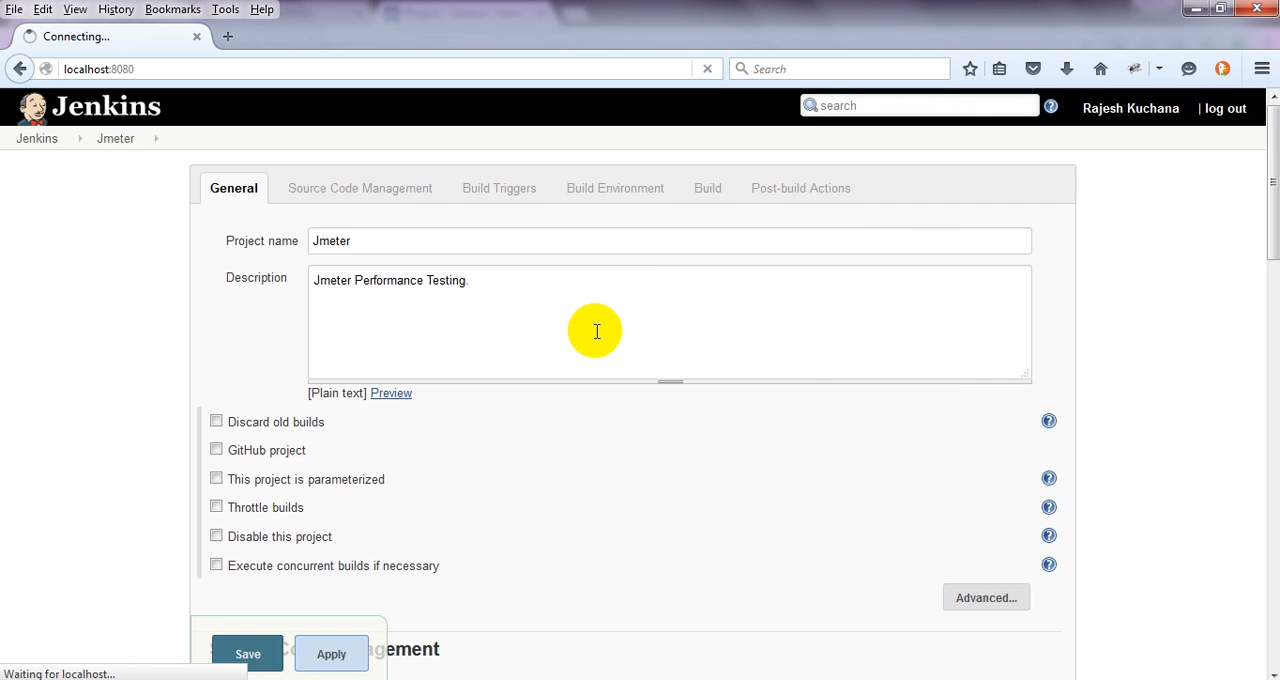 File Edit View History Bookmarks Tools Help
Connecting...
localhost:8080
Search
Jenkins
search
Rajesh Kuchana
| log out
Jenkins Jmeter
General Source Code Management Build Triggers Build Environment Build Post-build Actions
Project name Jmeter
Description Jmeter Performance Testing.
[Plain text] Preview
Discard old builds
GitHub project
This project is parameterized
Throttle builds
Disable this project
Execute concurrent builds if necessary
Advanced...
Save Apply
Waiting for localhost...